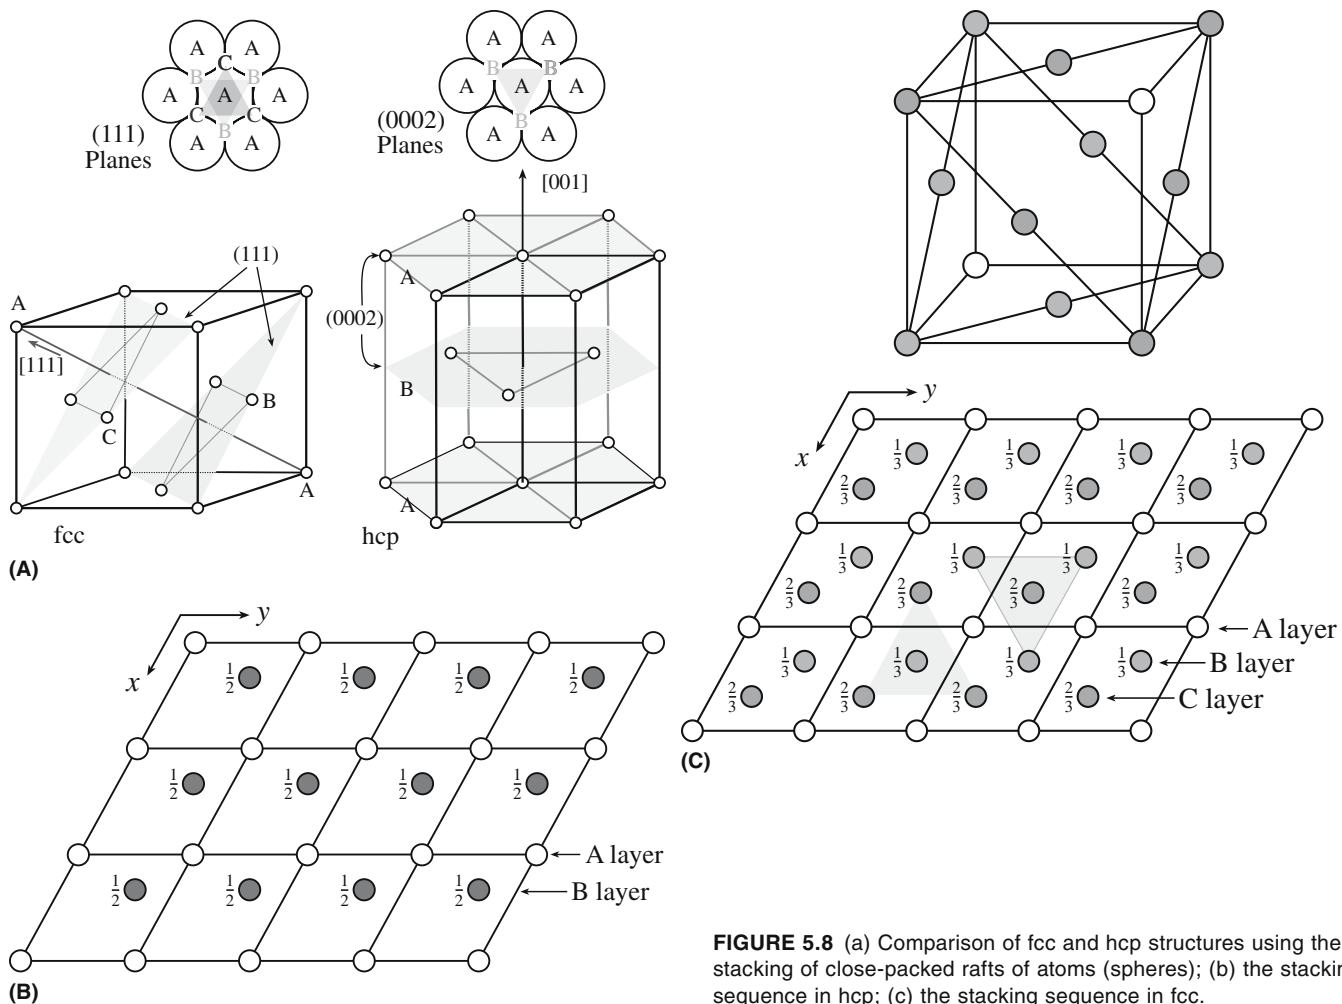 A A
C
B B
A A A
C C
B
A A
(111)
Planes
A A
B B
A A A
B
A A
(0002)
Planes
[001]
(111)
A
[111]
C
B
A
fcc
A
(0002)
B
A
hcp
(A)
y
x
1/2 1/2 1/2 1/2
1/2 1/2 1/2 1/2
A layer
1/2 1/2 1/2 1/2
B layer
(B)
y
x
1/3 1/3 1/3 1/3
2/3 2/3 2/3 2/3
1/3 1/3 1/3 1/3
2/3 2/3 2/3 2/3
A layer
1/3 1/3 1/3 1/3
B layer
2/3 2/3 2/3 2/3
C layer
(C)
FIGURE 5.8 (a) Comparison of fcc and hcp structures using the
stacking of close-packed rafts of atoms (spheres); (b) the stackin
sequence in hcp; (c) the stacking sequence in fcc.